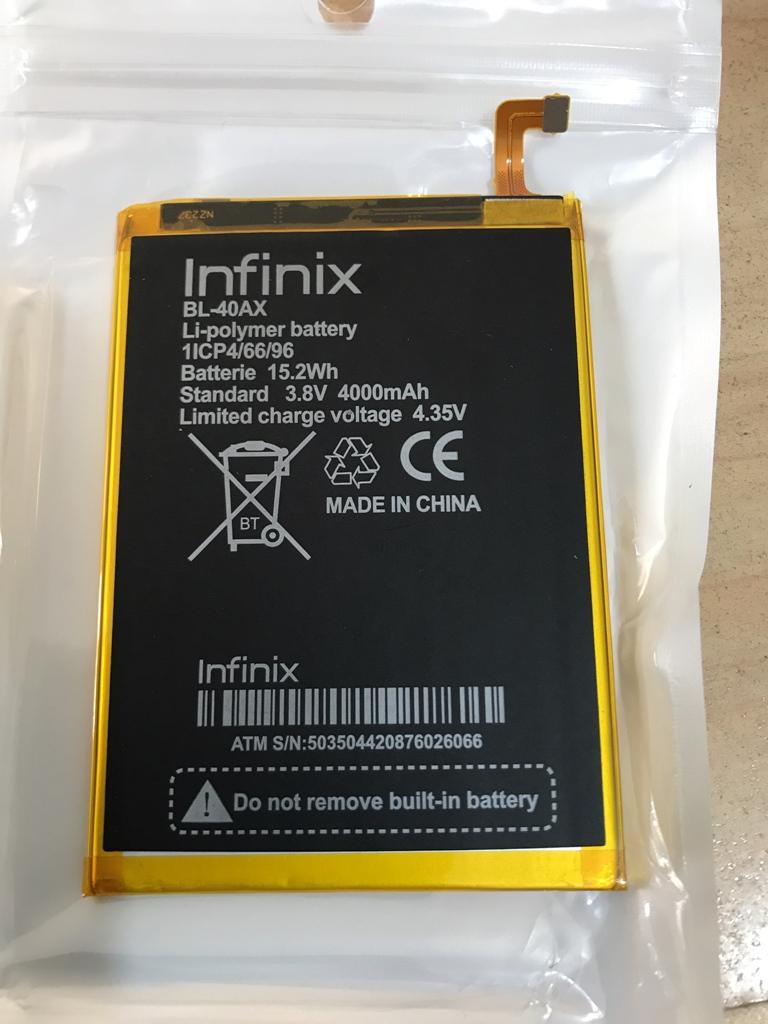 NZ237
Infinix
BL-40AX
Li-polymer battery
1ICP4/66/96
Batterie 15.2Wh
Standard 3.8V 4000mAh
Limited charge voltage 4.35V
BT
CE
MADE IN CHINA
Infinix
ATM S/N:503504420876026066
Do not remove built-in battery